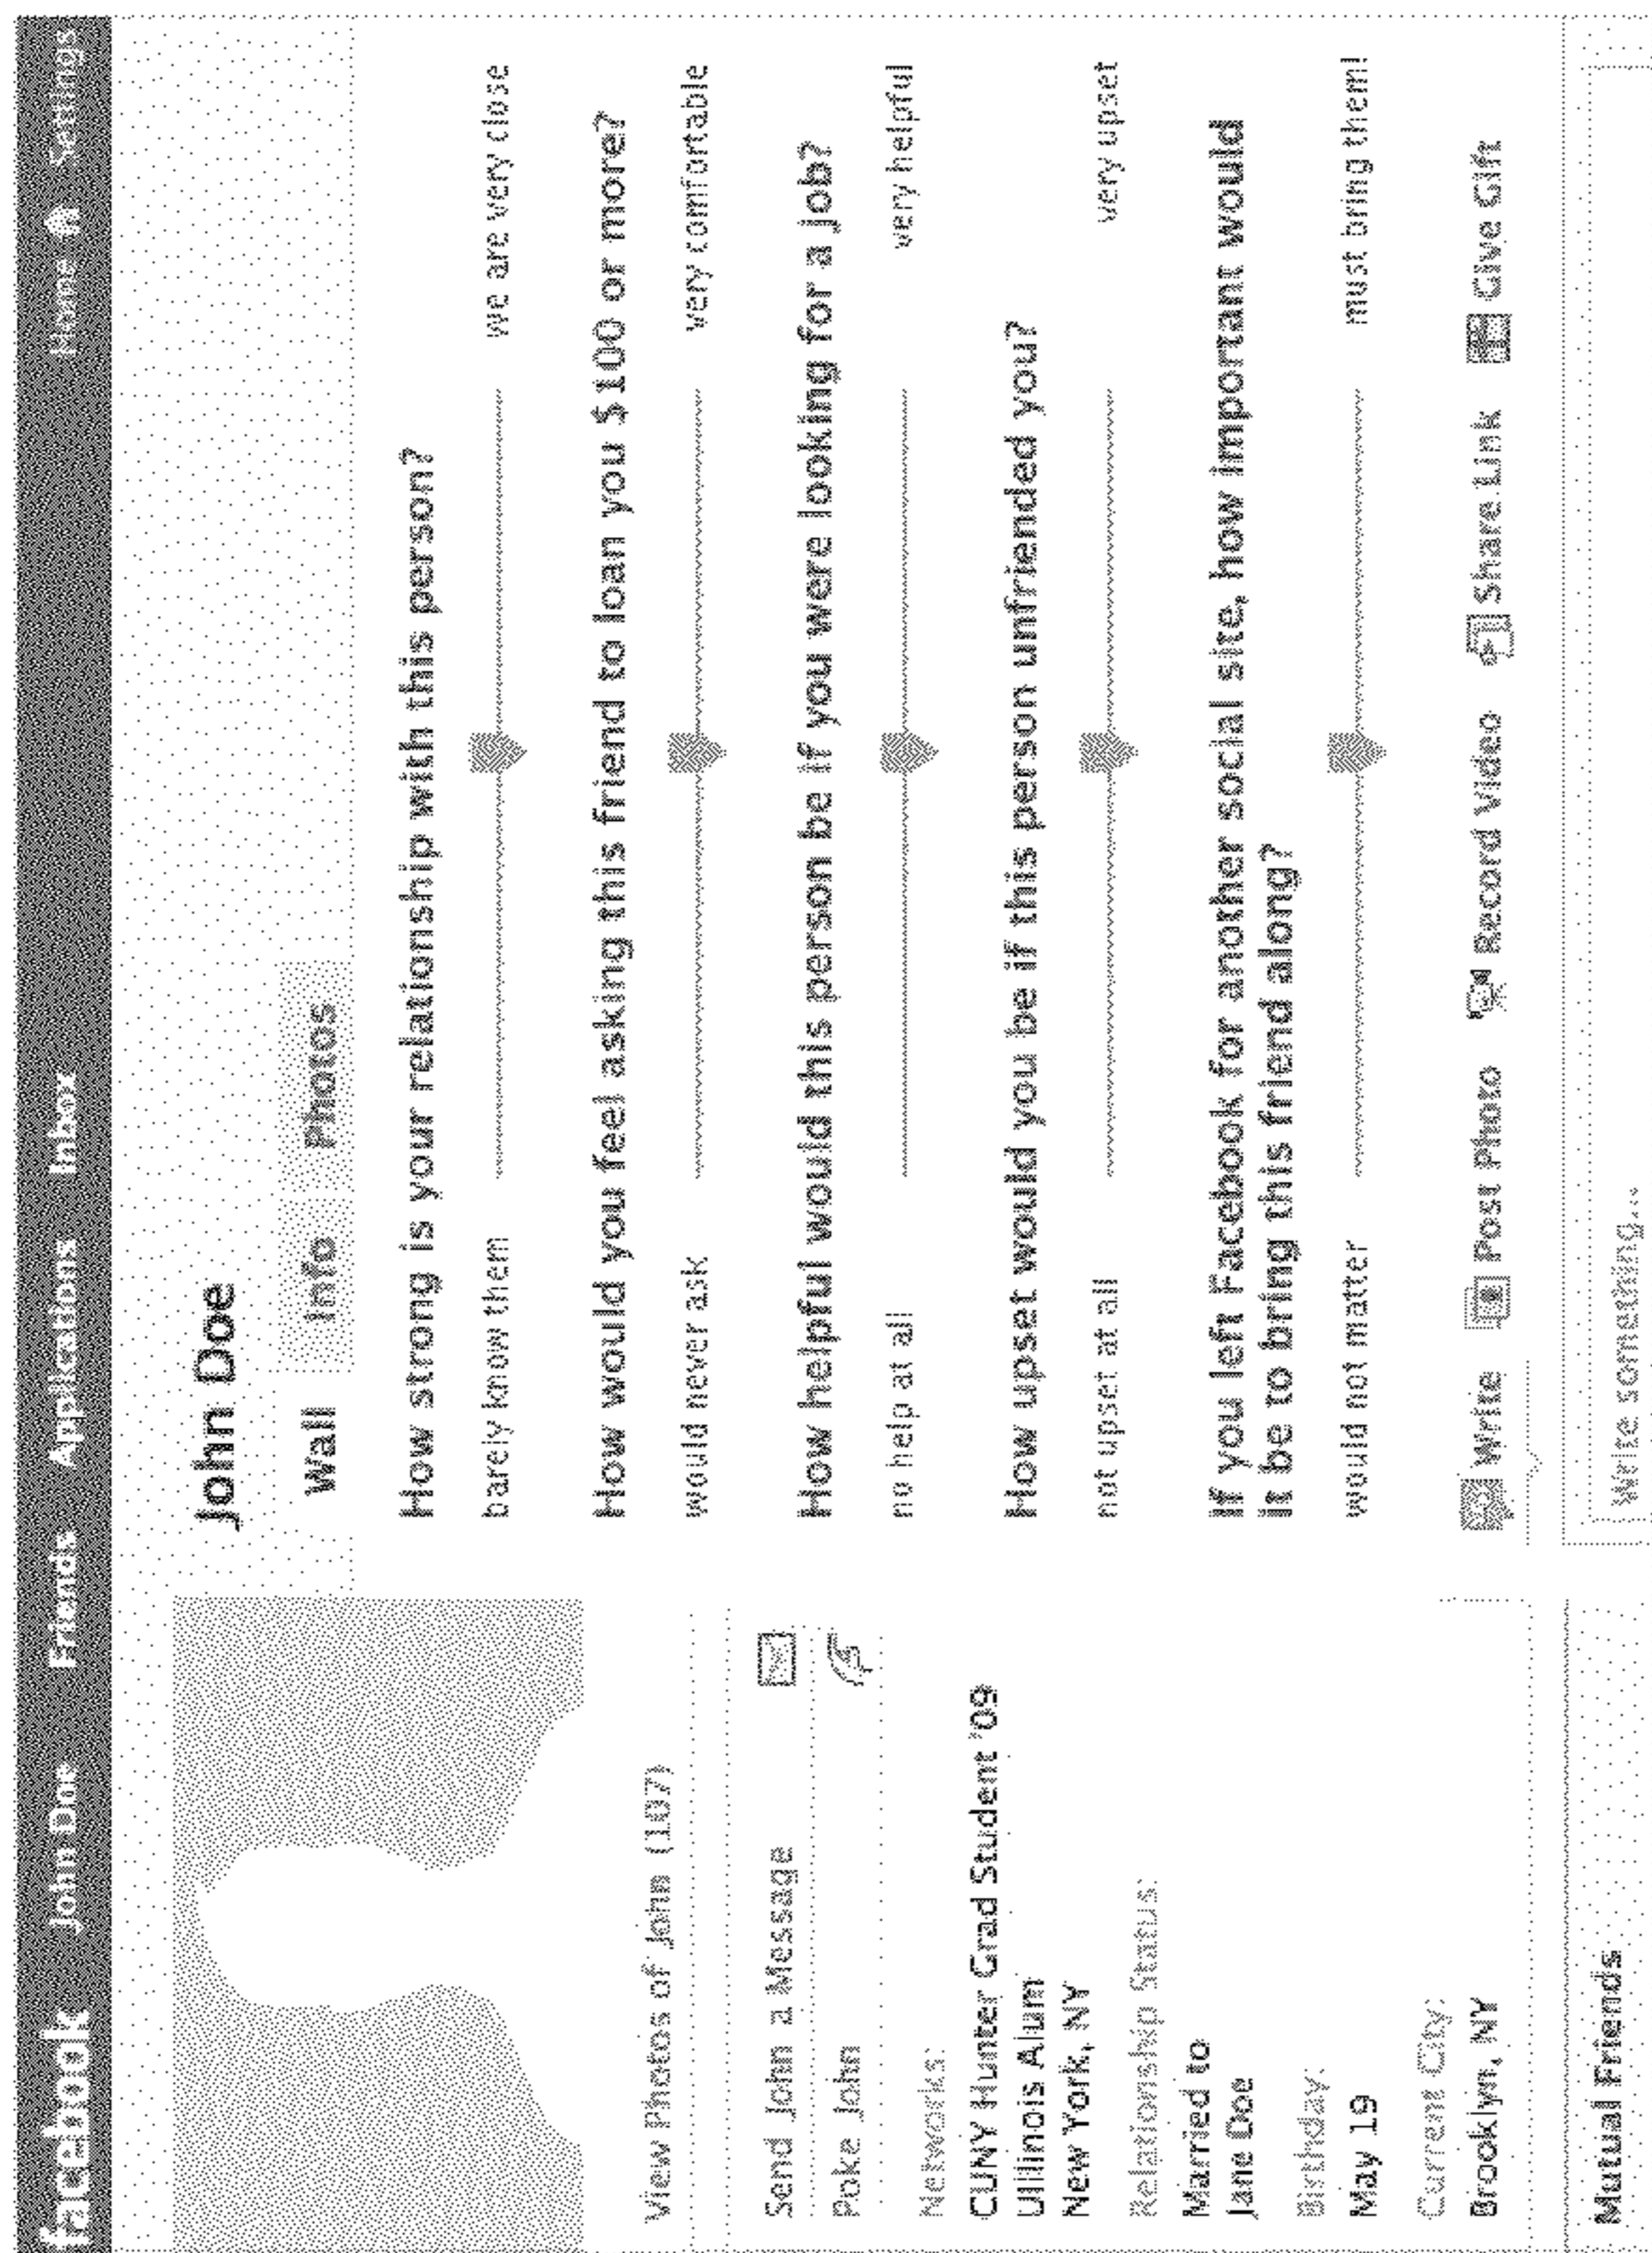 facebook John Doe Friends Applications Inbox Home Settings
John Doe
Wall Info Photos
How strong is your relationship with this person?
barely know them we are very close
How would you feel asking this friend to loan you $100 or more?
would never ask very comfortable
How helpful would this person be if you were looking for a job?
no help at all very helpful
How upset would you be if this person unfriended you?
not upset at all very upset
If you left Facebook for another social site, how important would
it be to bring this friend along?
would not matter must bring them!
Write Post Photo Record Video Share Link Give Gift
Write something...
View Photos of John (107)
Send John a Message
Poke John
Networks:
CUNY Hunter Grad Student '09
UIllinois Alum
New York, NY
Relationship Status:
Married to
Jane Doe
Birthday:
May 19
Current City:
Brooklyn, NY
Mutual Friends